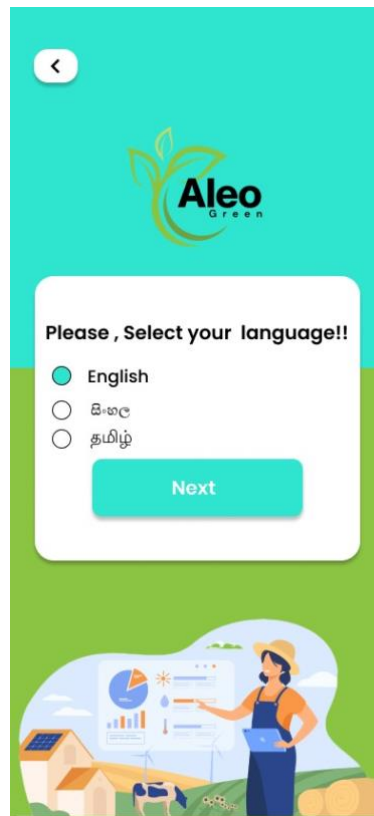 Aleo
Green
Please , Select your language!!
English
සිංහල
தமிழ்
Next